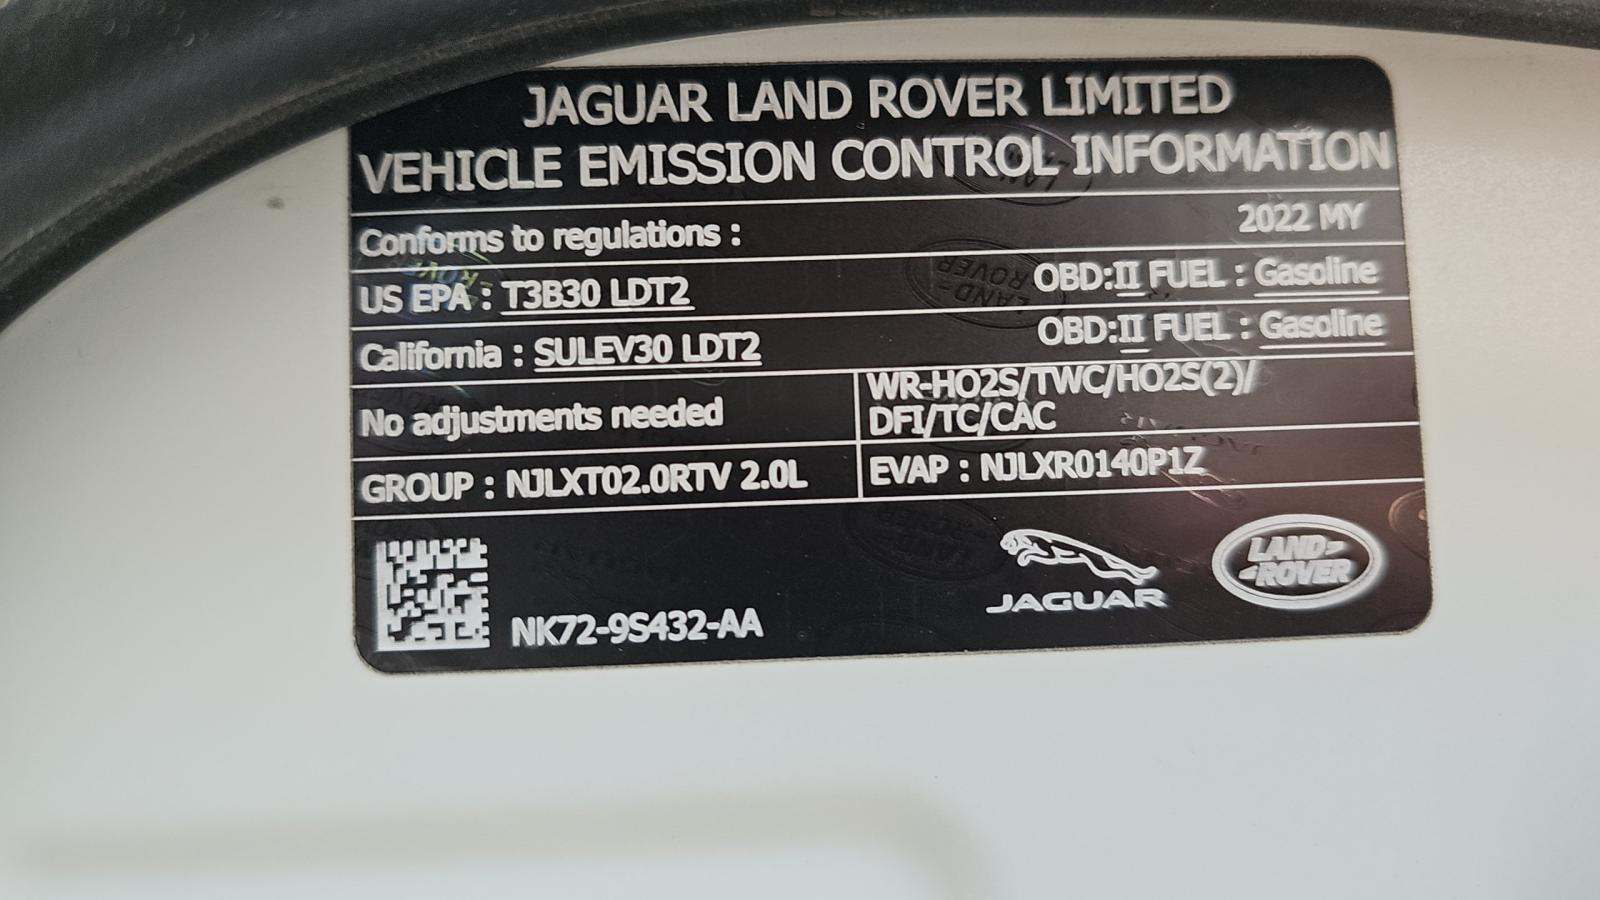 JAGUAR LAND ROVER LIMITED
VEHICLE EMISSION CONTROL INFORMATION
Conforms to regulations : 2022 MY
US EPA : T3B30 LDT2 OBD:II FUEL : Gasoline
California : SULEV30 LDT2 OBD:II FUEL : Gasoline
No adjustments needed
WR-HO2S/TWC/HO2S(2)/
DFI/TC/CAC
GROUP : NJLXT02.0RTV 2.0L
EVAP : NJLXR0140P1Z
NK72-9S432-AA
JAGUAR
LAND-
-ROVER